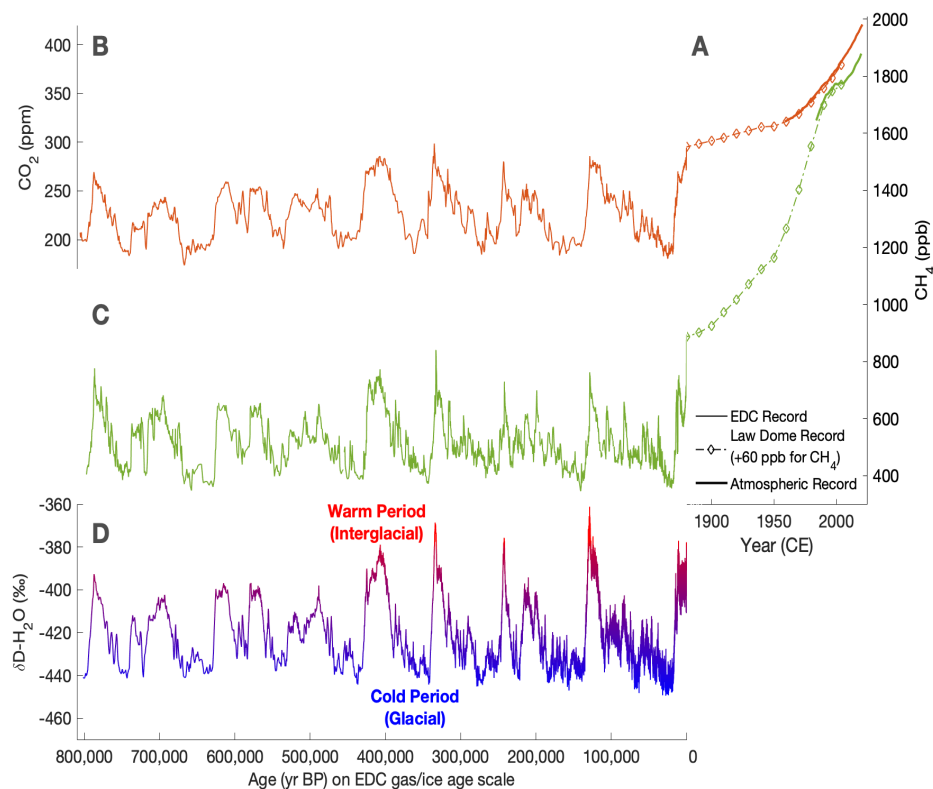 B
A
C
D
CO2 (ppm)
400
350
300
250
200
2000
1800
1600
1400
1200
1000
800
600
400
CH4 (ppb)
EDC Record
Law Dome Record
(+60 ppb for CH4)
Atmospheric Record
1900
1950
2000
Year (CE)
δD-H2O (‰)
-360
-380
-400
-420
-440
-460
Warm Period
(Interglacial)
Cold Period
(Glacial)
800,000
700,000
600,000
500,000
400,000
300,000
200,000
100,000
0
Age (yr BP) on EDC gas/ice age scale